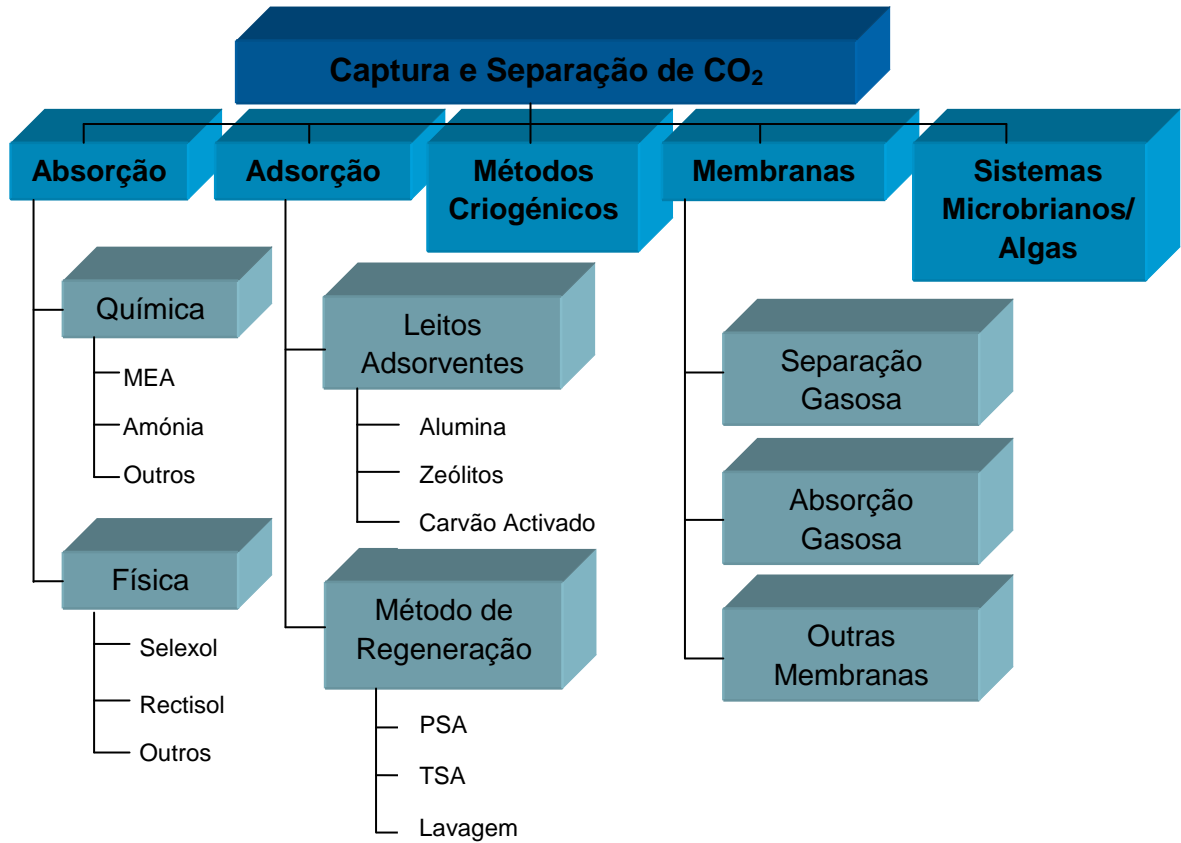 Captura e Separação de CO₂
Absorção
Adsorção
Métodos
Criogénicos
Membranas
Sistemas
Microbrianos/
Algas
Química
MEA
Amónia
Outros
Física
Selexol
Rectisol
Outros
Leitos
Adsorventes
Alumina
Zeólitos
Carvão Activado
Método de
Regeneração
PSA
TSA
Lavagem
Separação
Gasosa
Absorção
Gasosa
Outras
Membranas